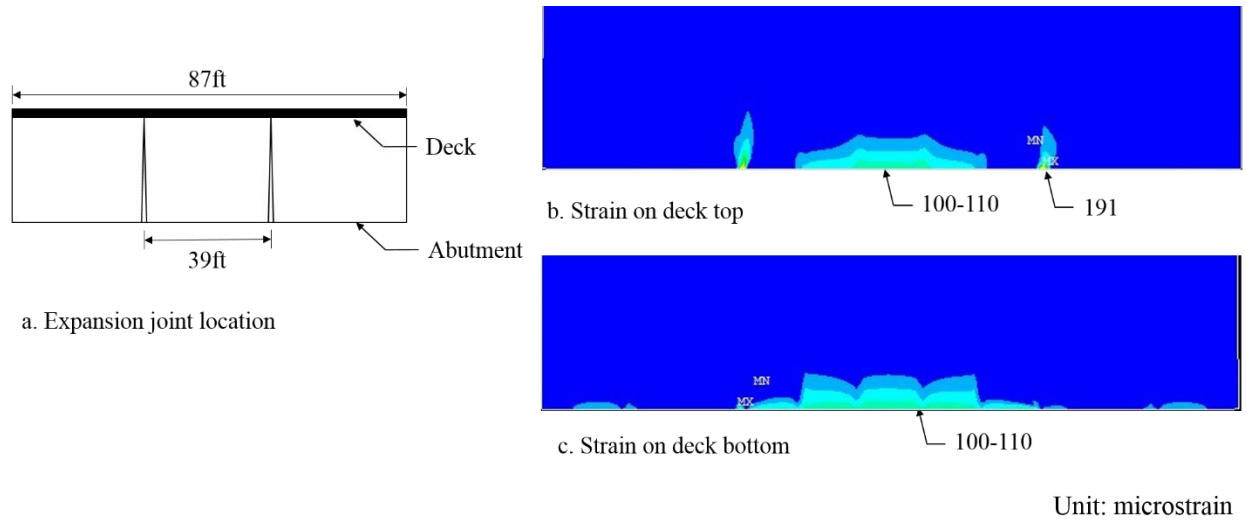 87ft
Deck
Abutment
39ft
a. Expansion joint location
MN
MX
100-110
191
b. Strain on deck top
MN
MX
100-110
c. Strain on deck bottom
Unit: microstrain